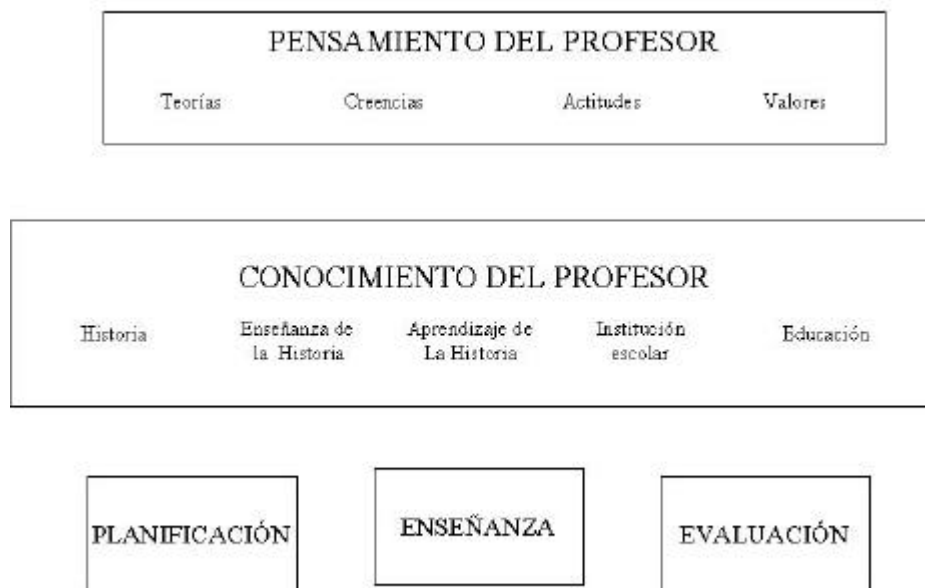 PENSAMIENTO DEL PROFESOR
Teorías Creencias Actitudes Valores
CONOCIMIENTO DEL PROFESOR
Historia Enseñanza de Aprendizaje de Institución Educación
la Historia La Historia escolar
PLANIFICACIÓN ENSEÑANZA EVALUACIÓN